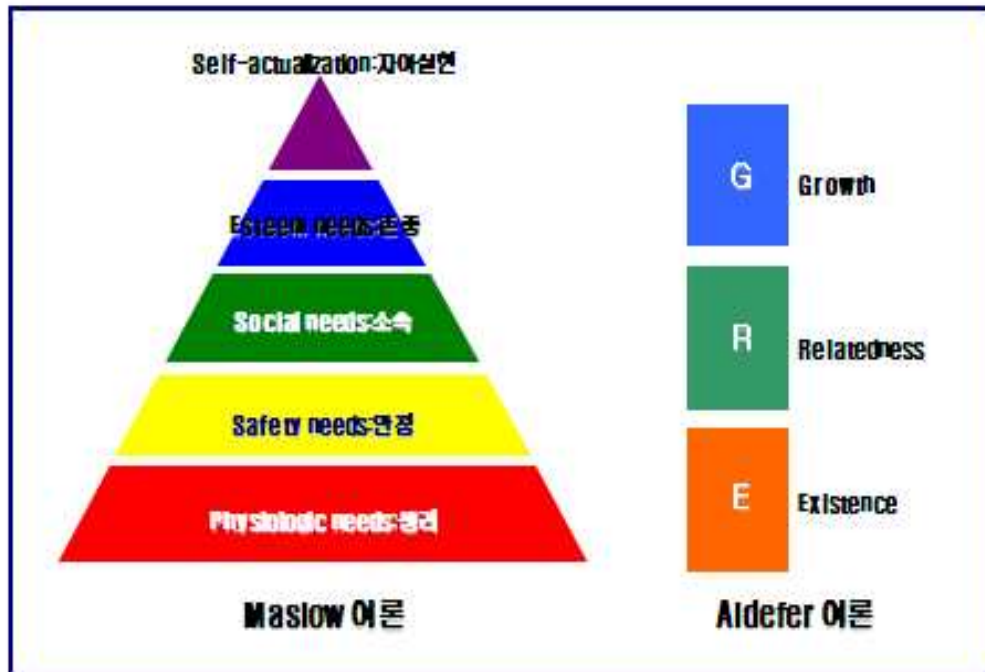 Self-actualization:자아실현
Esteem needs:존중
Social needs:소속
Safety needs:안정
Physiologic needs:생리
Maslow 이론
G
Growth
R
Relatedness
E
Existence
Aldefer 이론